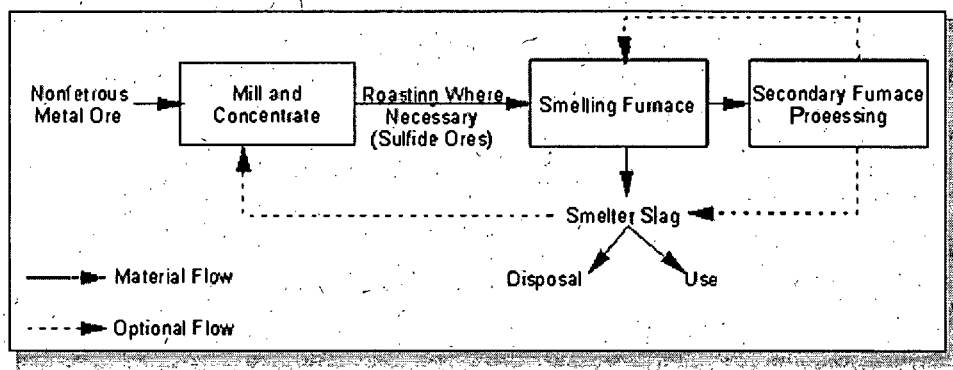 Nonfetrous
Metal Ore
Mill and
Concentrate
Roasting Where
Necessary
(Sulfide Ores)
Smelling Furnace
Secondary Fumace
Proeessing
Smelter Slag
Disposal
Use
Material Flow
Optional Flow